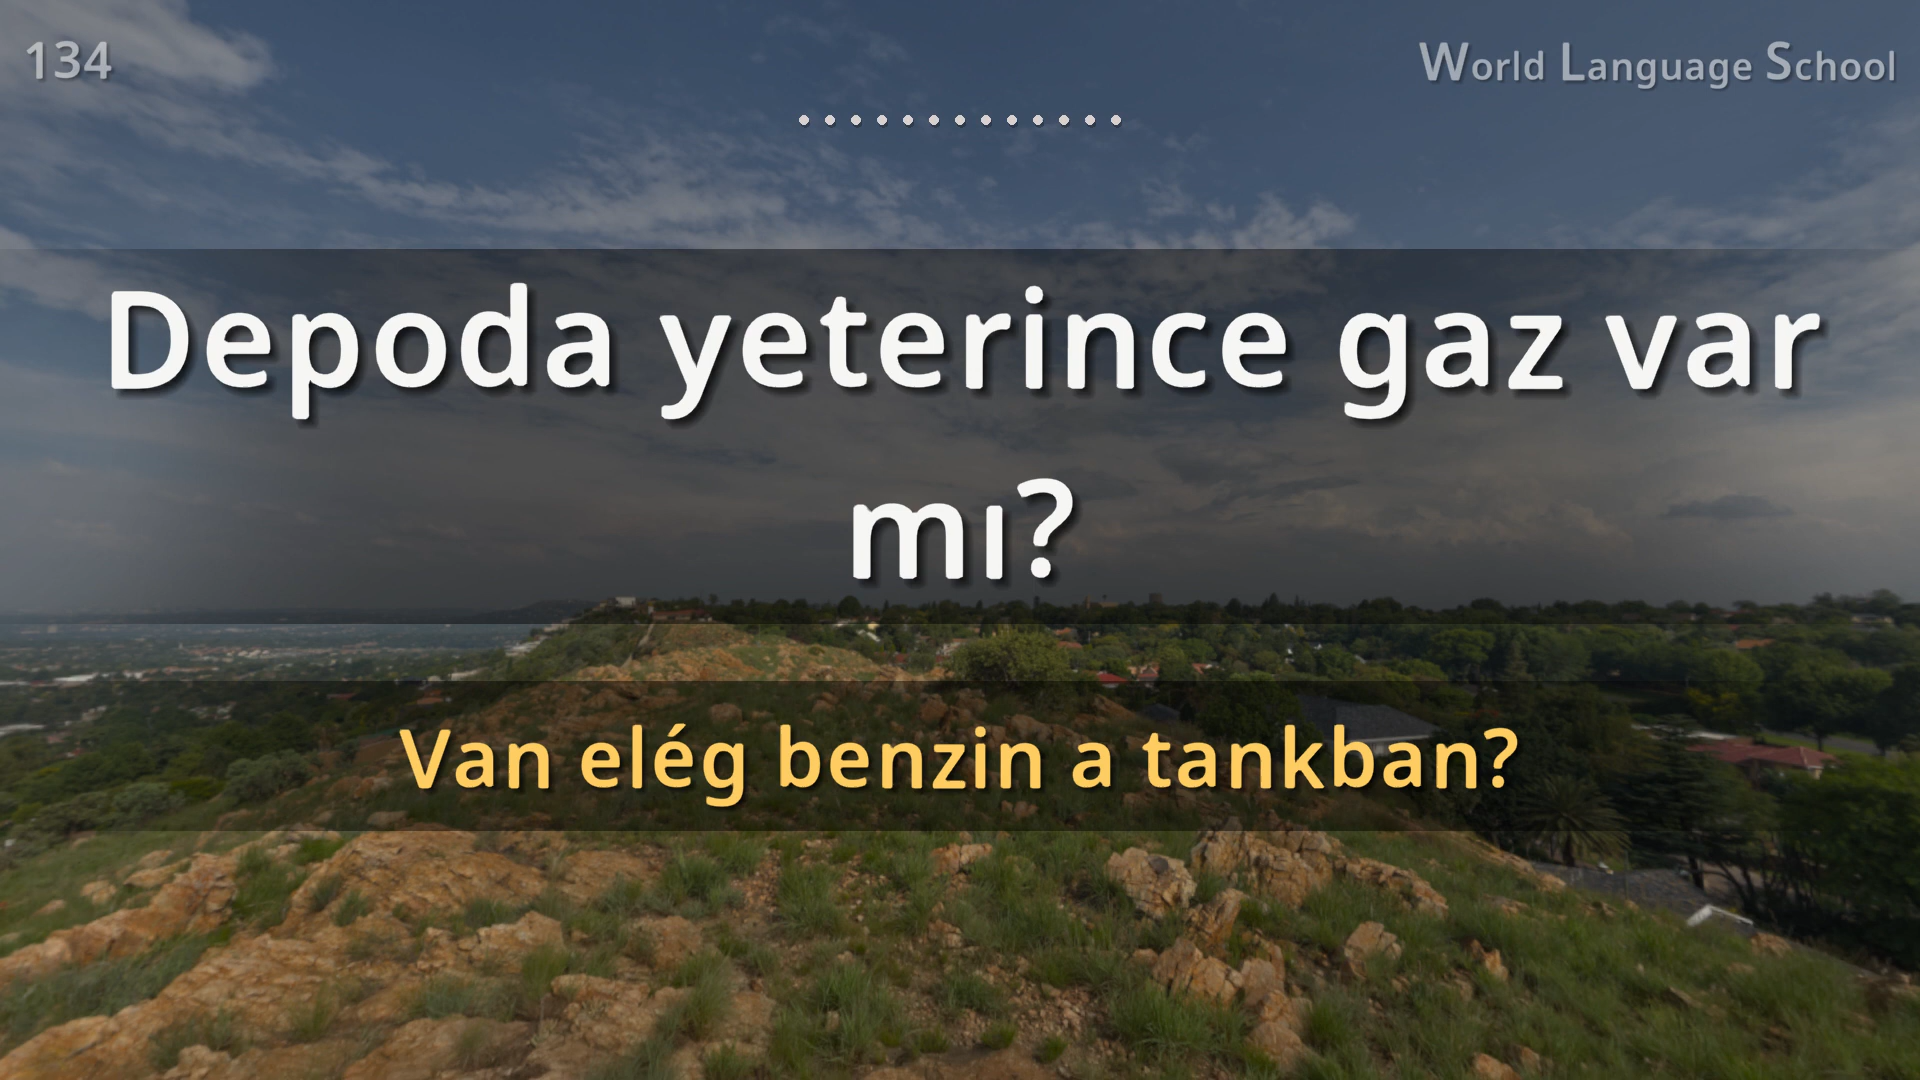 134
World Language School
Depoda yeterince gaz var
mı?
Van elég benzin a tankban?